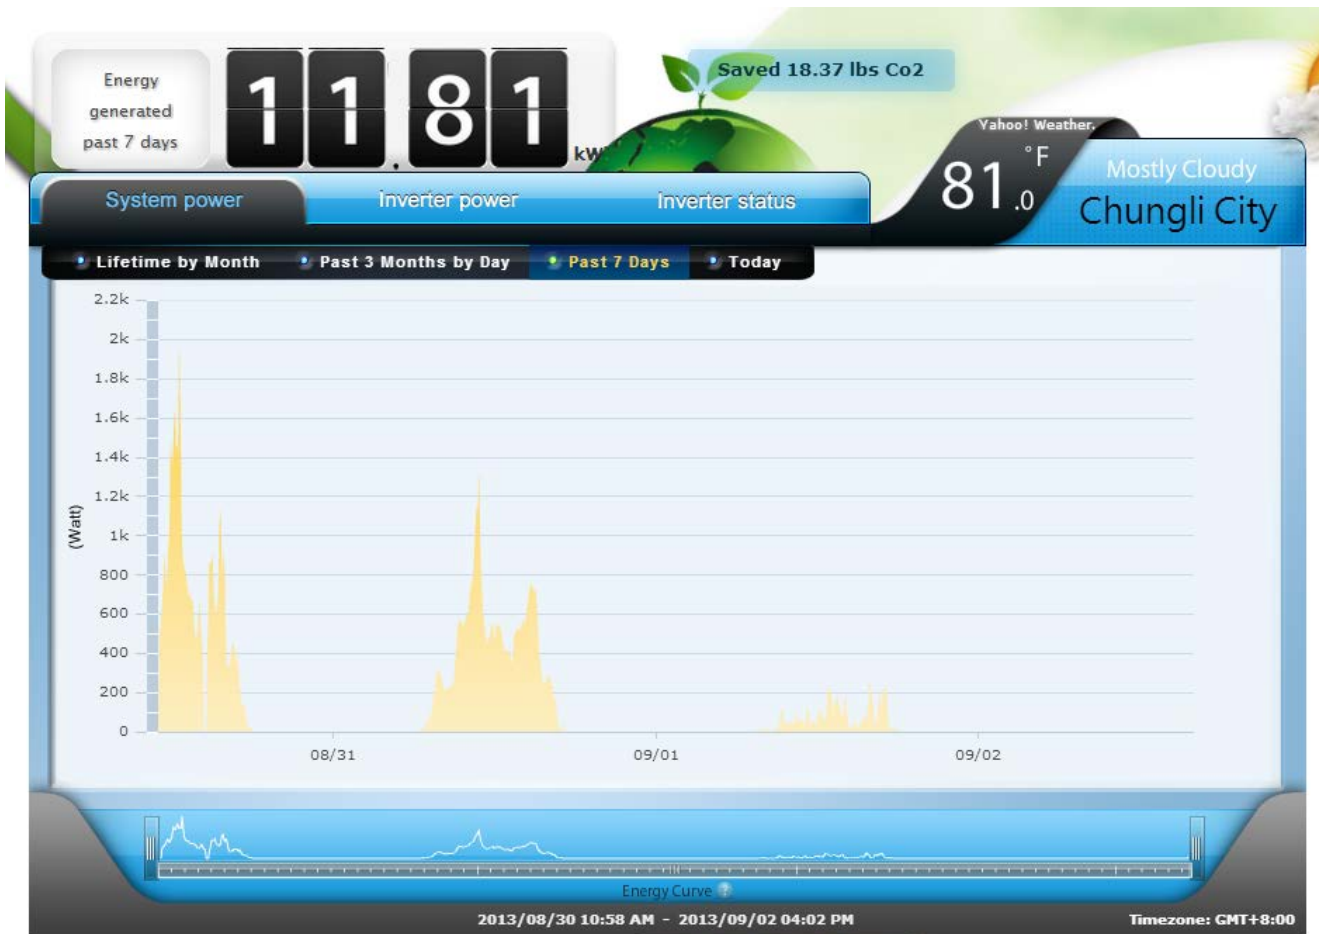 Energy
generated
past 7 days
11.81
Saved 18.37 lbs Co2
Yahoo! Weather.
81.0 °F
Mostly Cloudy
Chungli City
System power
Inverter power
Inverter status
Lifetime by Month
Past 3 Months by Day
Past 7 Days
Today
2.2k
2k
1.8k
1.6k
1.4k
1.2k
1k
800
600
400
200
0
(Watt)
08/31
09/01
09/02
Energy Curve ?
2013/08/30 10:58 AM - 2013/09/02 04:02 PM
Timezone: GMT+8:00